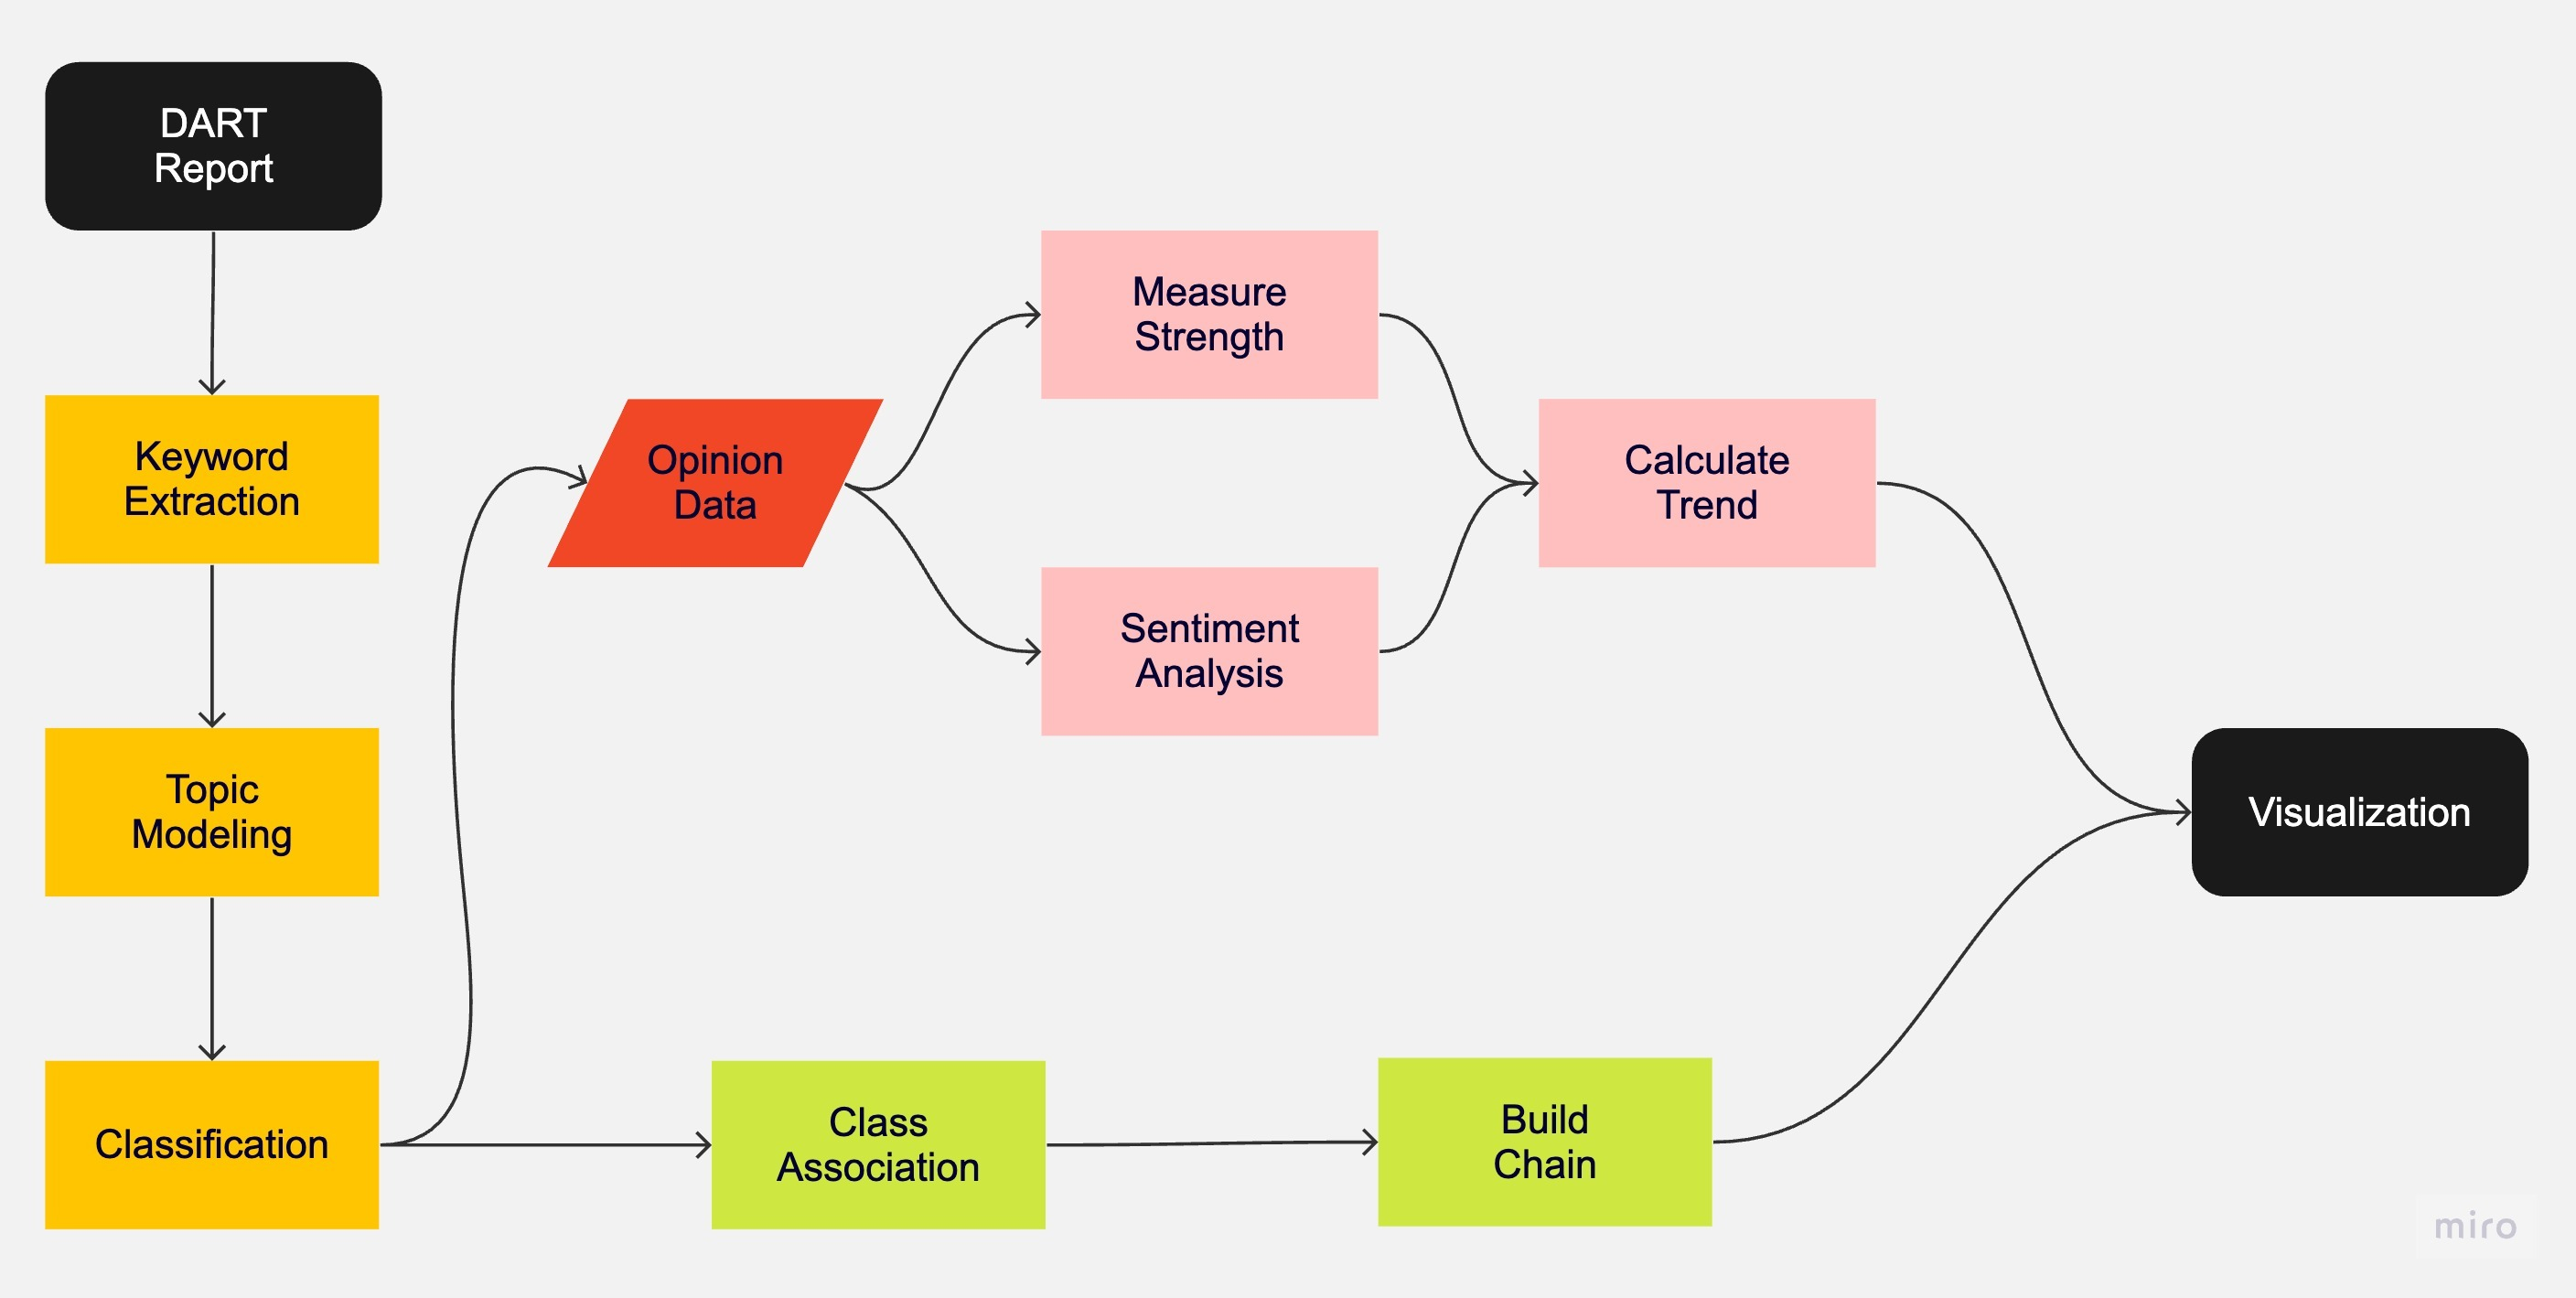 DART
Report
Keyword
Extraction
Topic
Modeling
Classification
Opinion
Data
Measure
Strength
Sentiment
Analysis
Calculate
Trend
Class
Association
Build
Chain
Visualization
miro